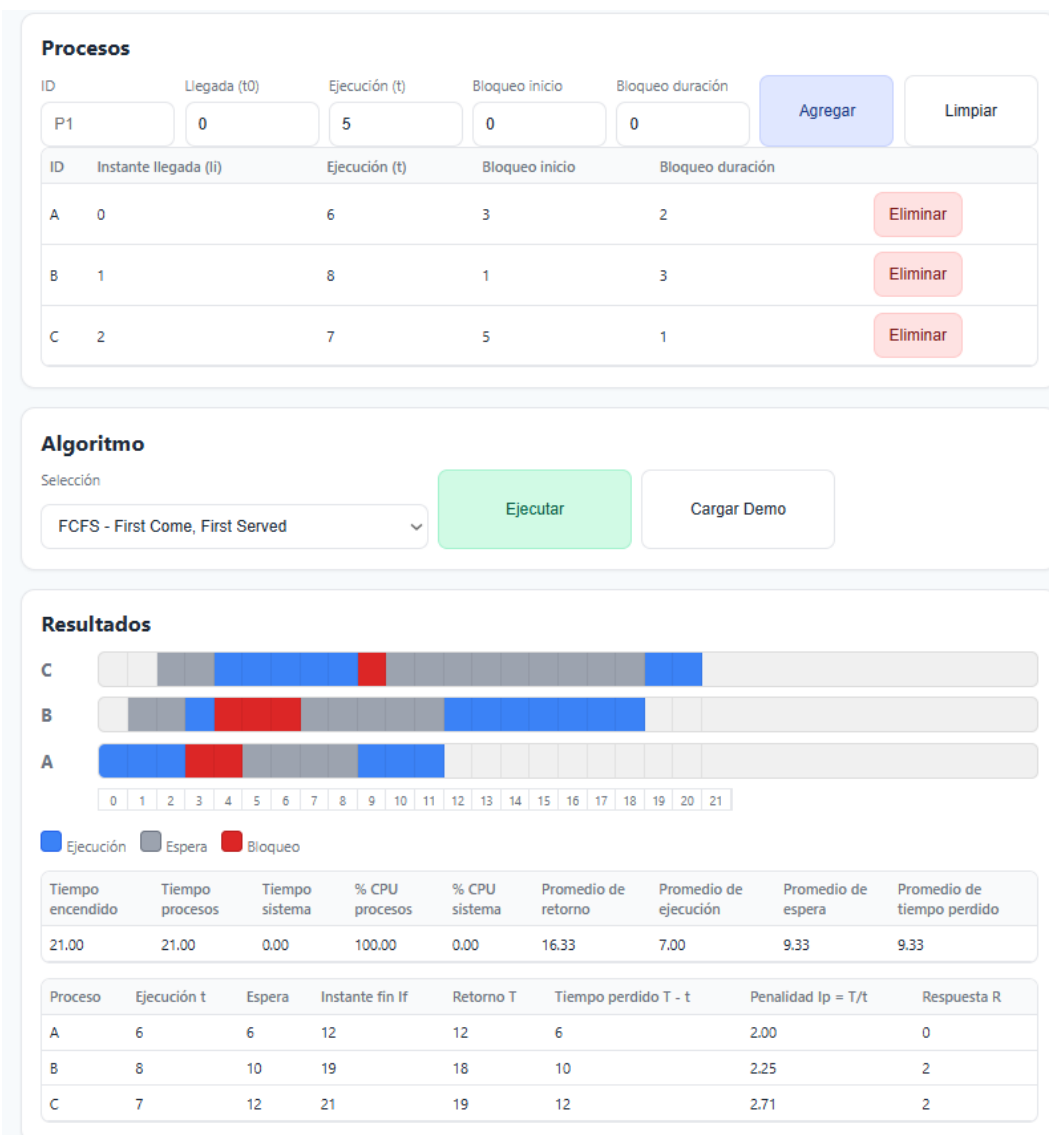 Procesos
ID Llegada (t0) Ejecución (t) Bloqueo inicio Bloqueo duración
P1 0 5 0 0 Agregar Limpiar
ID Instante llegada (Ii) Ejecución (t) Bloqueo inicio Bloqueo duración
A 0 6 3 2 Eliminar
B 1 8 1 3 Eliminar
C 2 7 5 1 Eliminar
Algoritmo
Selección
FCFS - First Come, First Served Ejecutar Cargar Demo
Resultados
C
B
A
0 1 2 3 4 5 6 7 8 9 10 11 12 13 14 15 16 17 18 19 20 21
Ejecución Espera Bloqueo
Tiempo encendido Tiempo procesos Tiempo sistema % CPU procesos % CPU sistema Promedio de retorno Promedio de ejecución Promedio de espera Promedio de tiempo perdido
21.00 21.00 0.00 100.00 0.00 16.33 7.00 9.33 9.33
Proceso Ejecución t Espera Instante fin If Retorno T Tiempo perdido T - t Penalidad Ip = T/t Respuesta R
A 6 6 12 12 6 2.00 0
B 8 10 19 18 10 2.25 2
C 7 12 21 19 12 2.71 2